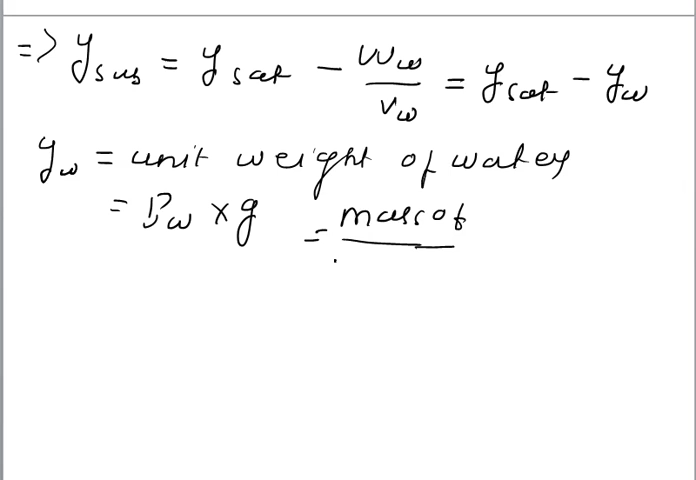 => γsub = γsat - Ww/Vw = γsat - γw
γw = unit weight of water
= ρw × g = mass of